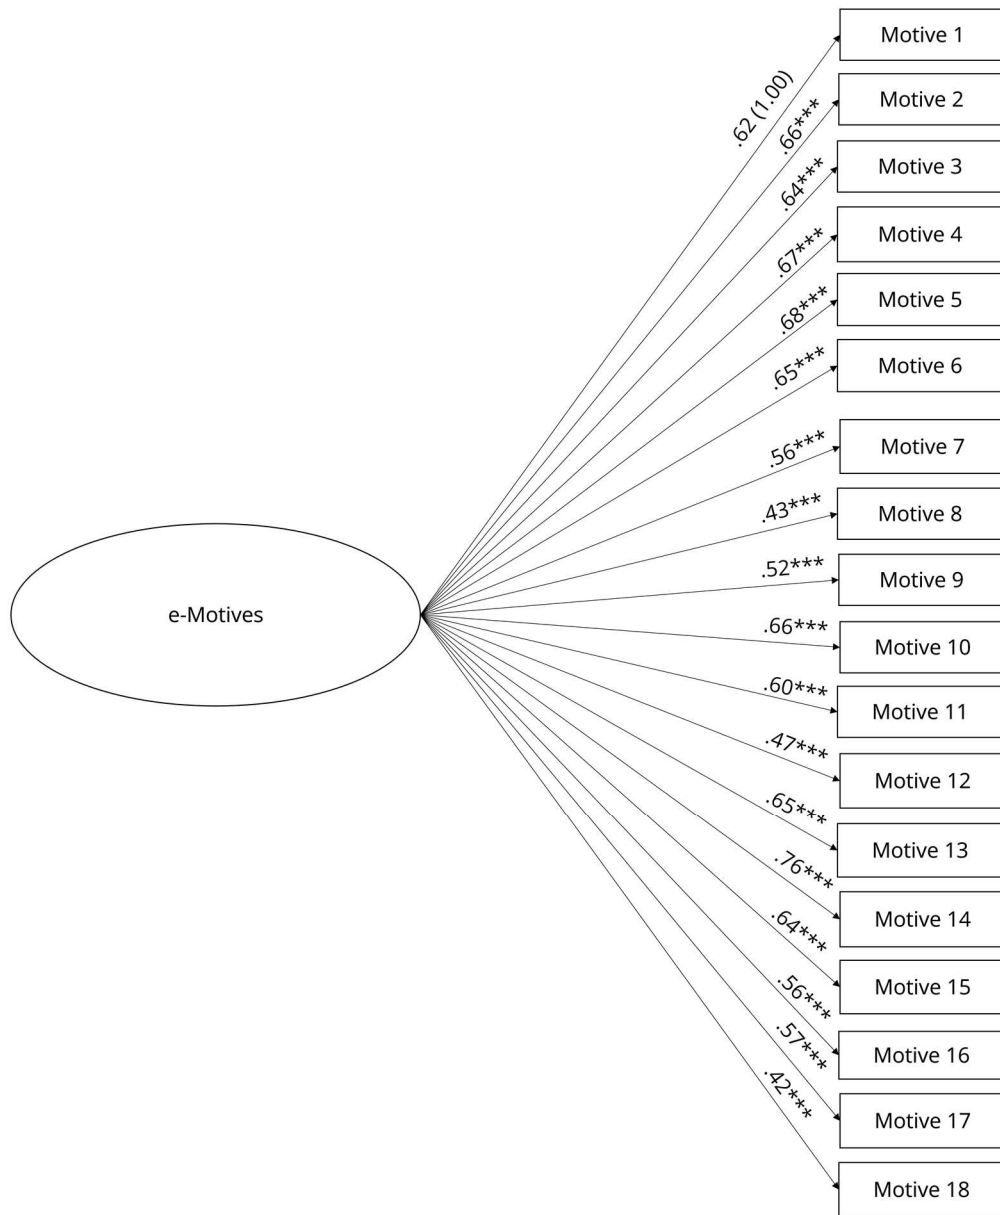 Motive 1
.62 (1.00)
Motive 2
.66***
Motive 3
.64***
Motive 4
.67***
Motive 5
.68***
Motive 6
.65***
Motive 7
.56***
Motive 8
.43***
Motive 9
.52***
e-Motives
Motive 10
.66***
Motive 11
.60***
Motive 12
.47***
Motive 13
.65***
Motive 14
.76***
Motive 15
.64***
Motive 16
.56***
Motive 17
.57***
Motive 18
.42***